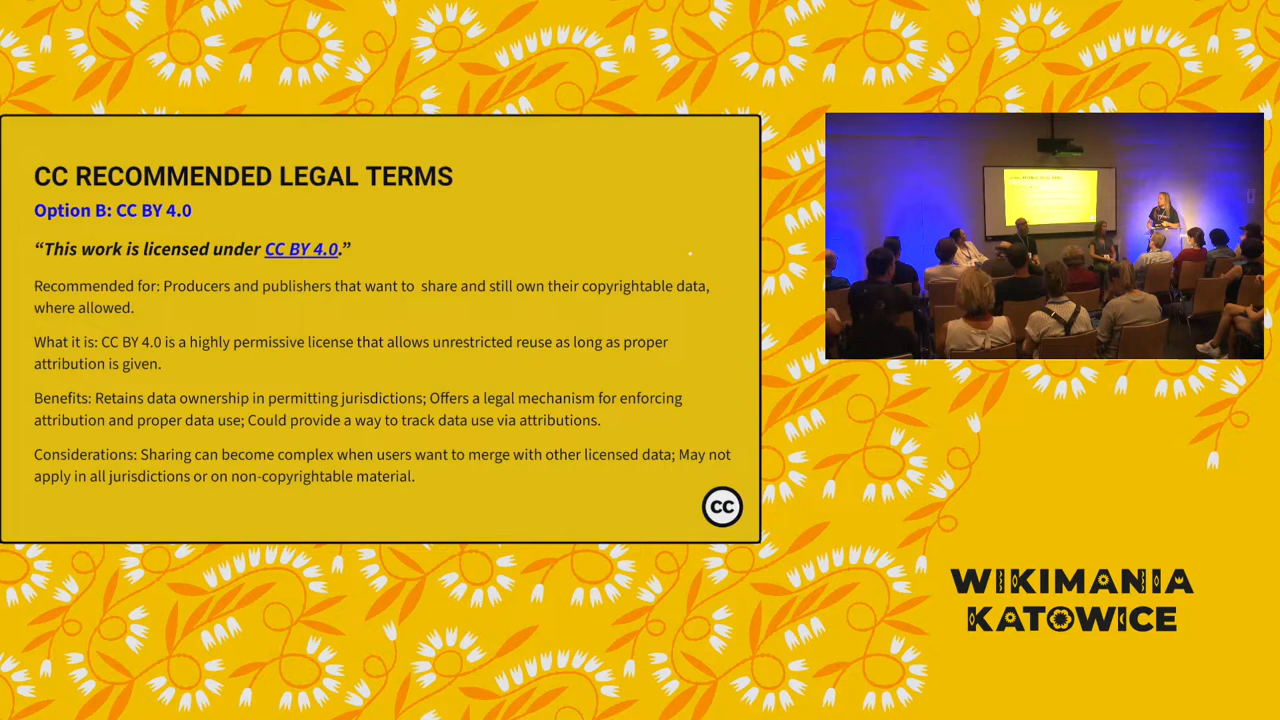 CC RECOMMENDED LEGAL TERMS
Option B: CC BY 4.0
“This work is licensed under CC BY 4.0.”
Recommended for: Producers and publishers that want to share and still own their copyrightable data,
where allowed.
What it is: CC BY 4.0 is a highly permissive license that allows unrestricted reuse as long as proper
attribution is given.
Benefits: Retains data ownership in permitting jurisdictions; Offers a legal mechanism for enforcing
attribution and proper data use; Could provide a way to track data use via attributions.
Considerations: Sharing can become complex when users want to merge with other licensed data; May not
apply in all jurisdictions or on non-copyrightable material.
CC
WIKIMANIA
KATOWICE